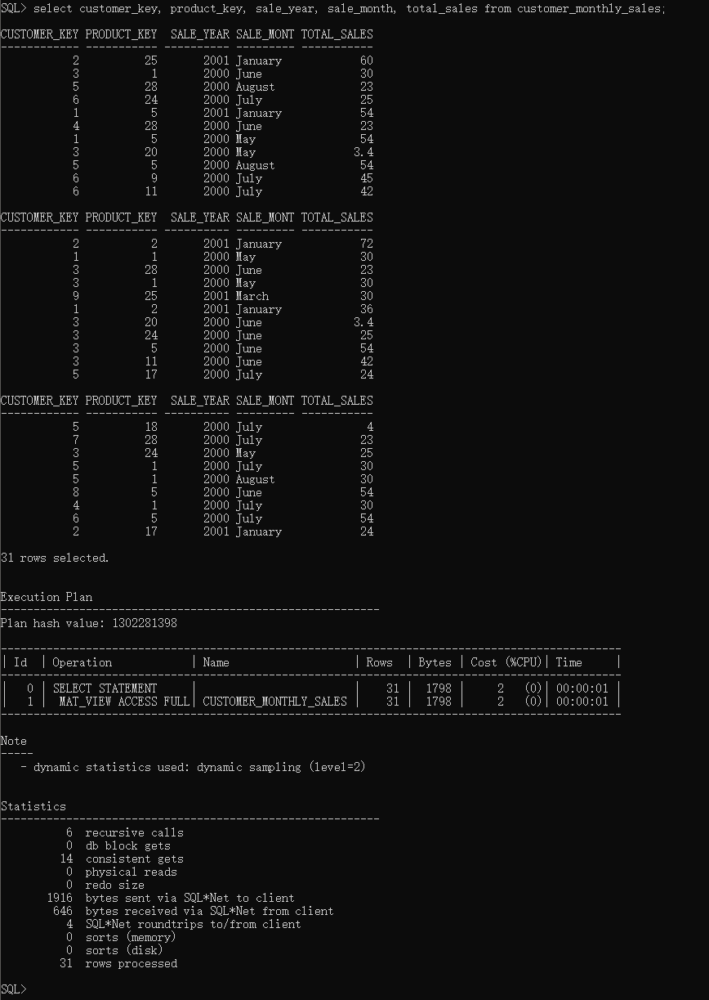 SQL> select customer_key, product_key, sale_year, sale_month, total_sales from customer_monthly_sales;
CUSTOMER_KEY PRODUCT_KEY  SALE_YEAR SALE_MONT TOTAL_SALES
------------ ----------- ---------- --------- -----------
           2          25       2001 January            60
           3           1       2000 June               30
           5          28       2000 August             23
           6          24       2000 July               25
           1           5       2001 January            54
           4          28       2000 June               23
           1           5       2000 May                54
           3          20       2000 May               3.4
           5           5       2000 August             54
           6           9       2000 July               45
           6          11       2000 July               42
CUSTOMER_KEY PRODUCT_KEY  SALE_YEAR SALE_MONT TOTAL_SALES
------------ ----------- ---------- --------- -----------
           2           2       2001 January            72
           1           1       2000 May                30
           3          28       2000 June               23
           3           1       2000 May                30
           9          25       2001 March              30
           1           2       2001 January            36
           3          20       2000 June              3.4
           3          24       2000 June               25
           3           5       2000 June               54
           3          11       2000 June               42
           5          17       2000 July               24
CUSTOMER_KEY PRODUCT_KEY  SALE_YEAR SALE_MONT TOTAL_SALES
------------ ----------- ---------- --------- -----------
           5          18       2000 July                4
           7          28       2000 July               23
           3          24       2000 May                25
           5           1       2000 July               30
           5           1       2000 August             30
           8           5       2000 June               54
           4           1       2000 July               30
           6           5       2000 July               54
           2          17       2001 January            24
31 rows selected.
Execution Plan
----------------------------------------------------------
Plan hash value: 1302281398
-----------------------------------------------------------------------------------------------
| Id  | Operation            | Name                   | Rows  | Bytes | Cost (%CPU)| Time     |
-----------------------------------------------------------------------------------------------
|   0 | SELECT STATEMENT     |                        |    31 |  1798 |     2   (0)| 00:00:01 |
|   1 |  MAT_VIEW ACCESS FULL| CUSTOMER_MONTHLY_SALES |    31 |  1798 |     2   (0)| 00:00:01 |
-----------------------------------------------------------------------------------------------
Note
-----
   - dynamic statistics used: dynamic sampling (level=2)
Statistics
----------------------------------------------------------
          6  recursive calls
          0  db block gets
         14  consistent gets
          0  physical reads
          0  redo size
       1916  bytes sent via SQL*Net to client
        646  bytes received via SQL*Net from client
          4  SQL*Net roundtrips to/from client
          0  sorts (memory)
          0  sorts (disk)
         31  rows processed
SQL>